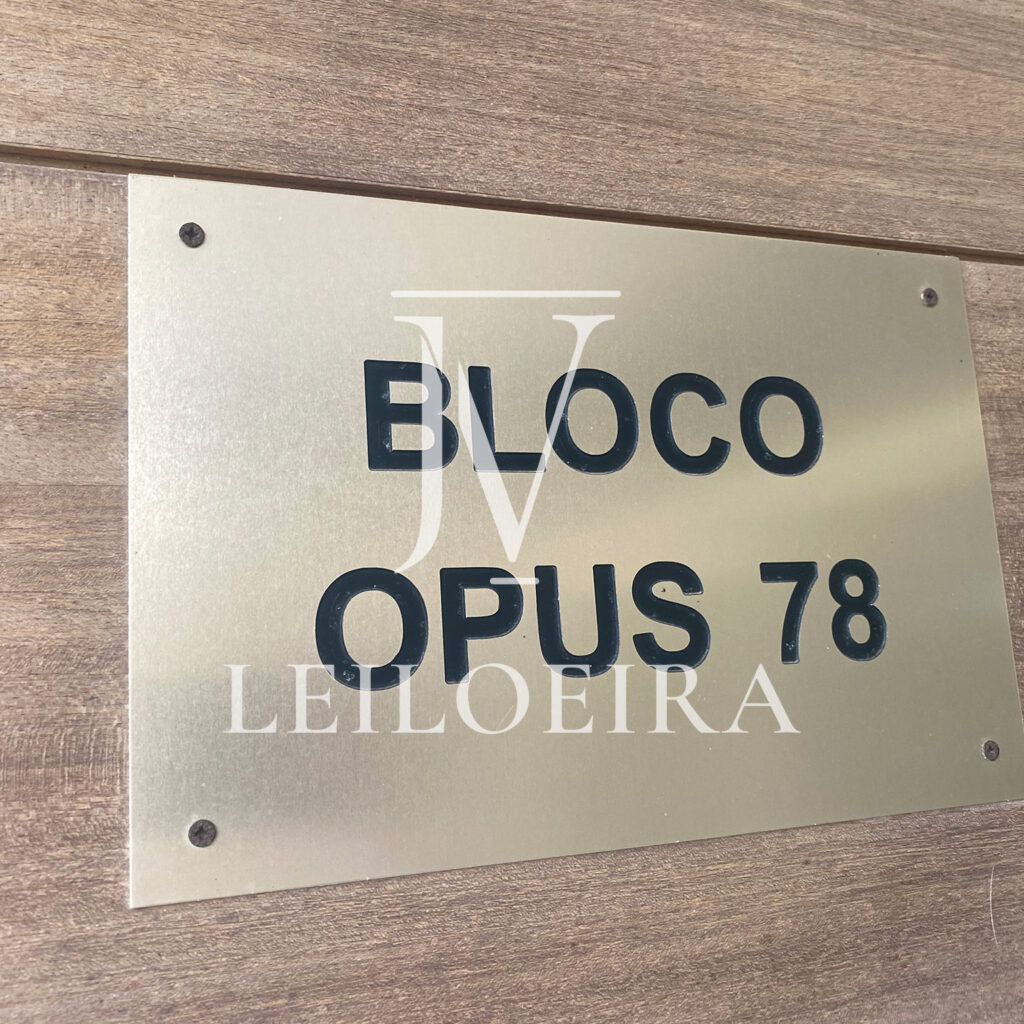 BLOCO
OPUS 78
JV
LEILOEIRA